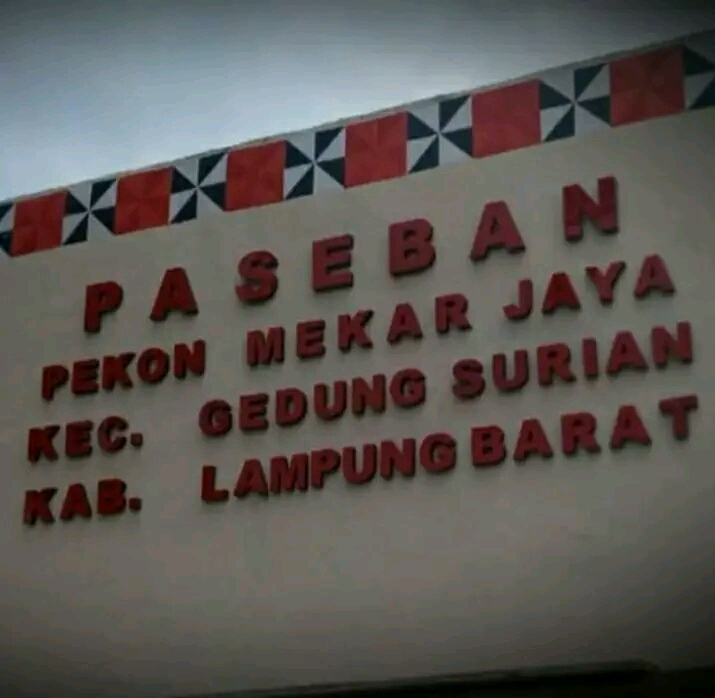 PASEBAN
PEKON MEKAR JAYA
KEC. GEDUNG SURIAN
KAB. LAMPUNG BARAT